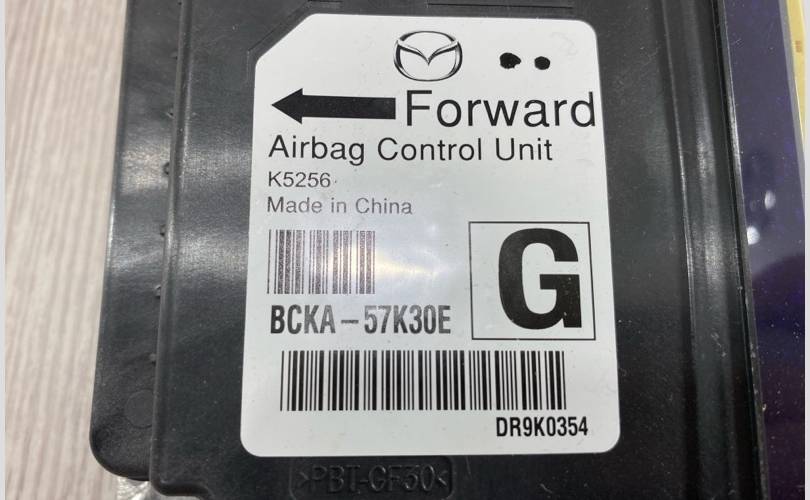 Forward
Airbag Control Unit
K5256
Made in China
G
BCKA-57K30E
DR9K0354
>PBT-GF30<